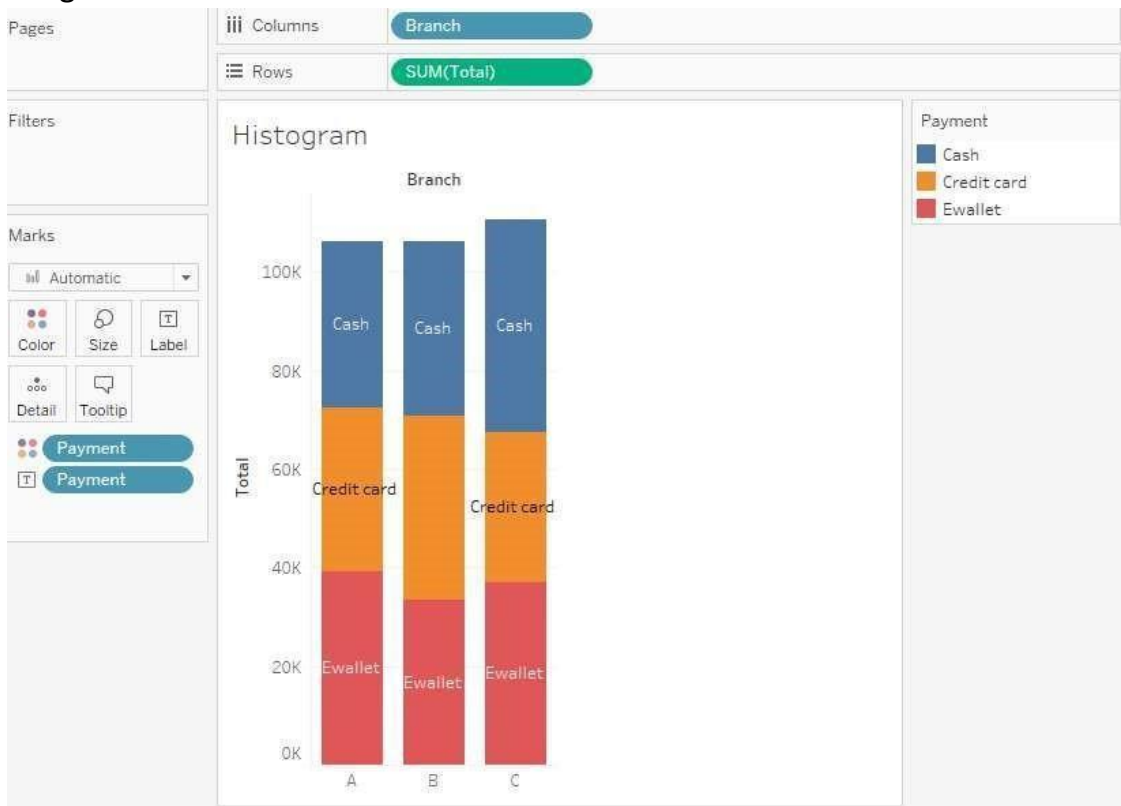 Pages
iii Columns
Branch
Rows
SUM(Total)
Filters
Histogram
Payment
Cash
Credit card
Ewallet
Branch
Marks
Automatic
Color
Size
T
Label
Detail
Tooltip
Payment
T
Payment
Total
100K
80K
60K
40K
20K
0K
Cash
Cash
Cash
Credit card
Credit card
Ewallet
Ewallet
Ewallet
A
B
C